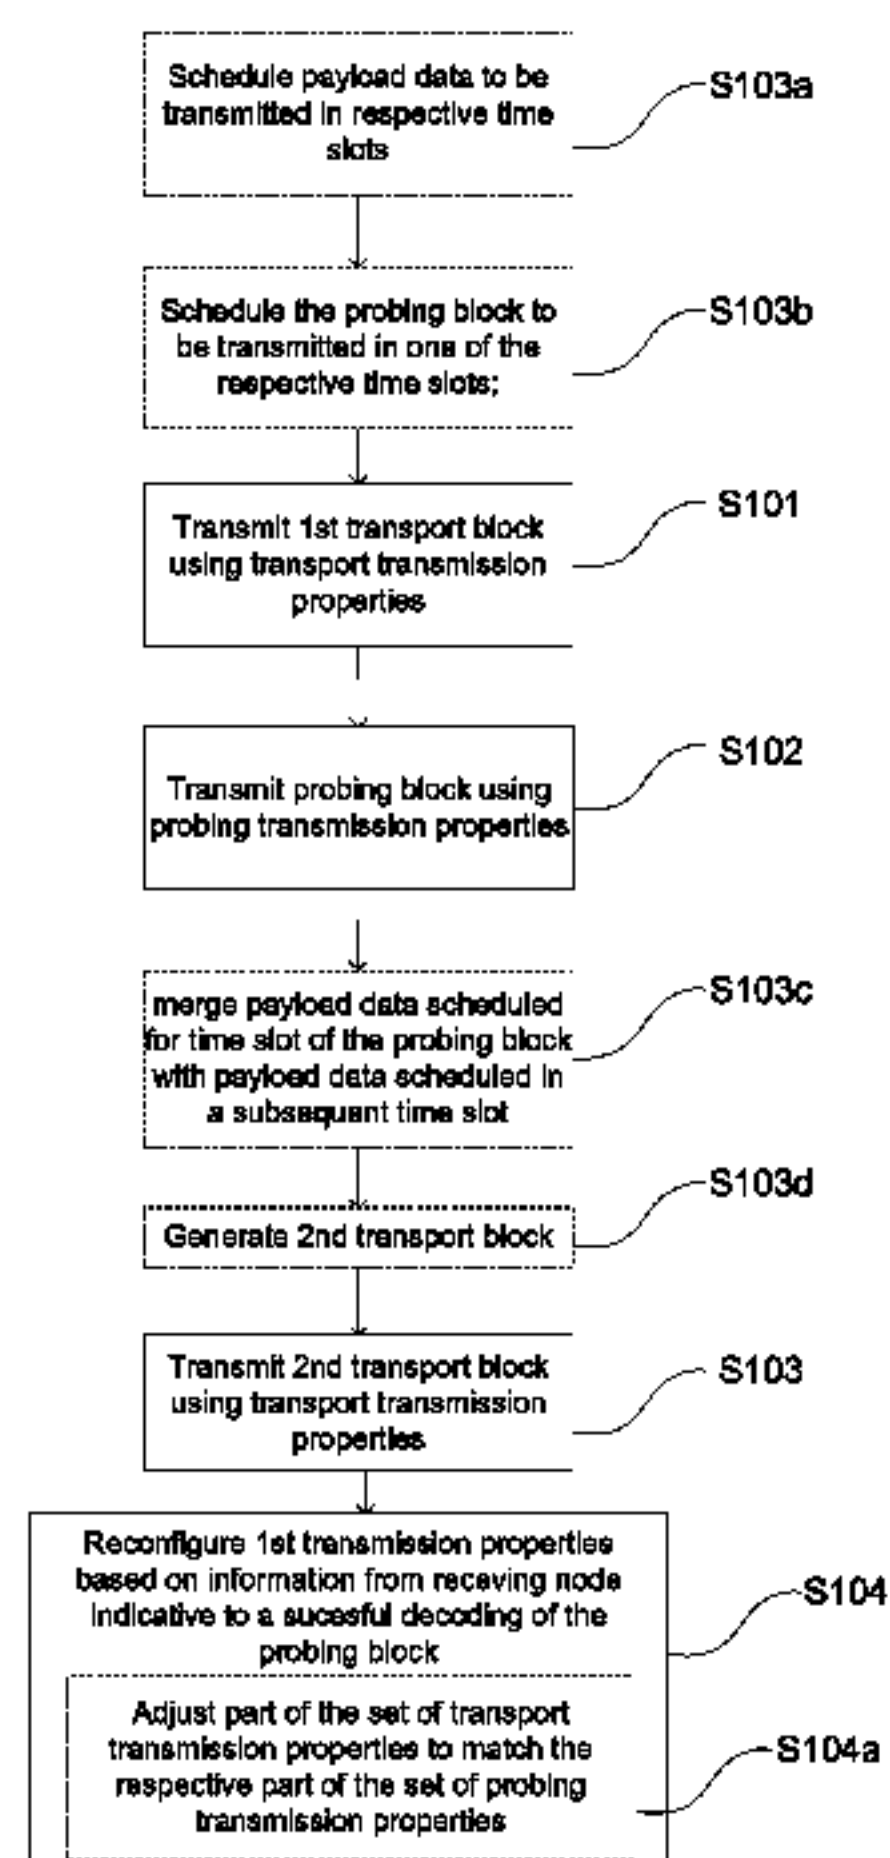 Schedule payload data to be
transmitted in respective time
slots
S103a
Schedule the probing block to
be transmitted in one of the
respective time slots;
S103b
Transmit 1st transport block
using transport transmission
properties
S101
Transmit probing block using
probing transmission properties
S102
merge payload data scheduled
for time slot of the probing block
with payload data scheduled in
a subsequent time slot
S103c
Generate 2nd transport block
S103d
Transmit 2nd transport block
using transport transmission
properties
S103
Reconfigure 1st transmission properties
based on information from receving node
indicative to a sucesful decoding of the
probing block
S104
Adjust part of the set of transport
transmission properties to match the
respective part of the set of probing
transmission properties
S104a